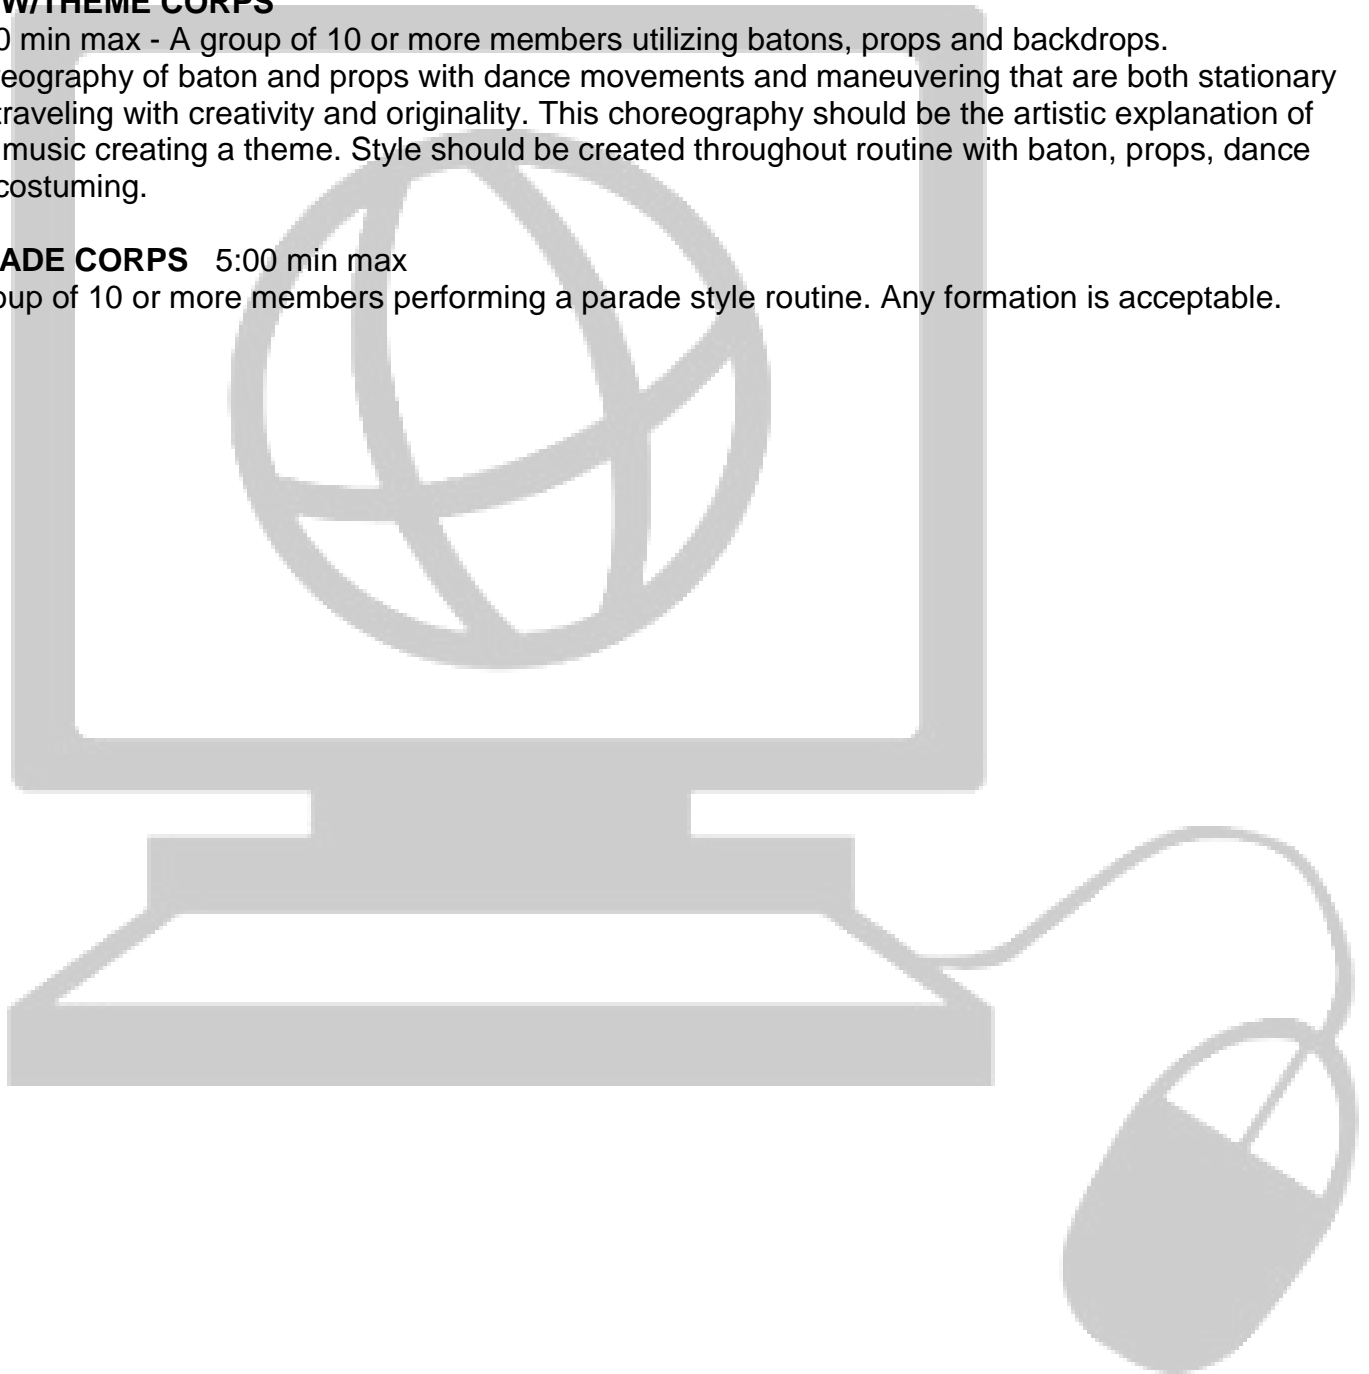 W/THEME CORPS
0 min max - A group of 10 or more members utilizing batons, props and backdrops.
eography of baton and props with dance movements and maneuvering that are both stationary
traveling with creativity and originality. This choreography should be the artistic explanation of
music creating a theme. Style should be created throughout routine with baton, props, dance
costuming.
ADE CORPS 5:00 min max
oup of 10 or more members performing a parade style routine. Any formation is acceptable.